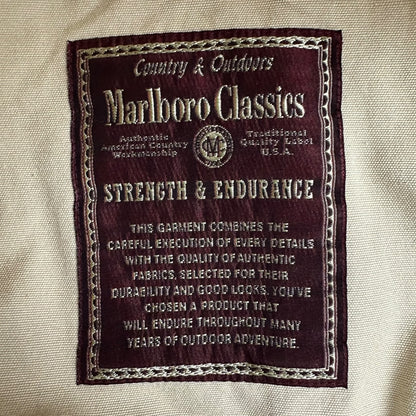 Country & Outdoors
Marlboro Classics
Authentic
American Country
Workmanship
MC
Traditional
Quality Label
U.S.A.
STRENGTH & ENDURANCE
THIS GARMENT COMBINES THE
CAREFUL EXECUTION OF EVERY DETAILS
WITH THE QUALITY OF AUTHENTIC
FABRICS, SELECTED FOR THEIR
DURABILITY AND GOOD LOOKS. YOU'VE
CHOSEN A PRODUCT THAT
WILL ENDURE THROUGHOUT MANY
YEARS OF OUTDOOR ADVENTURE.